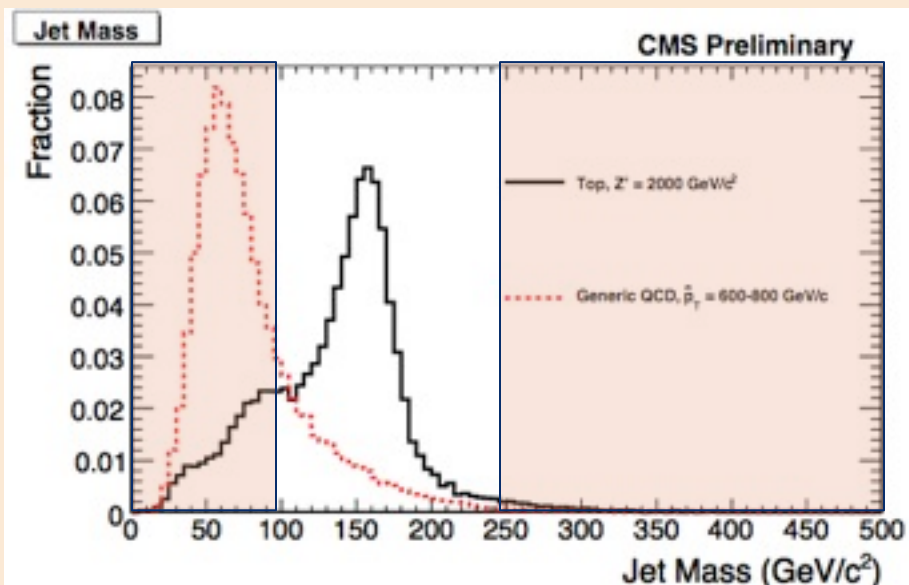 Jet Mass
CMS Preliminary
Fraction
0.08
0.07
0.06
0.05
0.04
0.03
0.02
0.01
0
Top, Z' = 2000 GeV/c²
Generic QCD, p̂_T = 600-800 GeV/c
0 50 100 150 200 250 300 350 400 450 500
Jet Mass (GeV/c²)